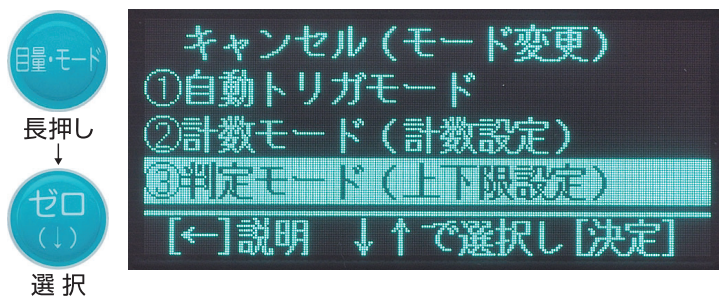 目量・モード
長押し
↓
ゼロ
(↓)
選択
キャンセル(モード変更)
①自動トリガモード
②計数モード(計数設定)
③判定モード(上下限設定)
[←]説明 ↓↑で選択し[決定]